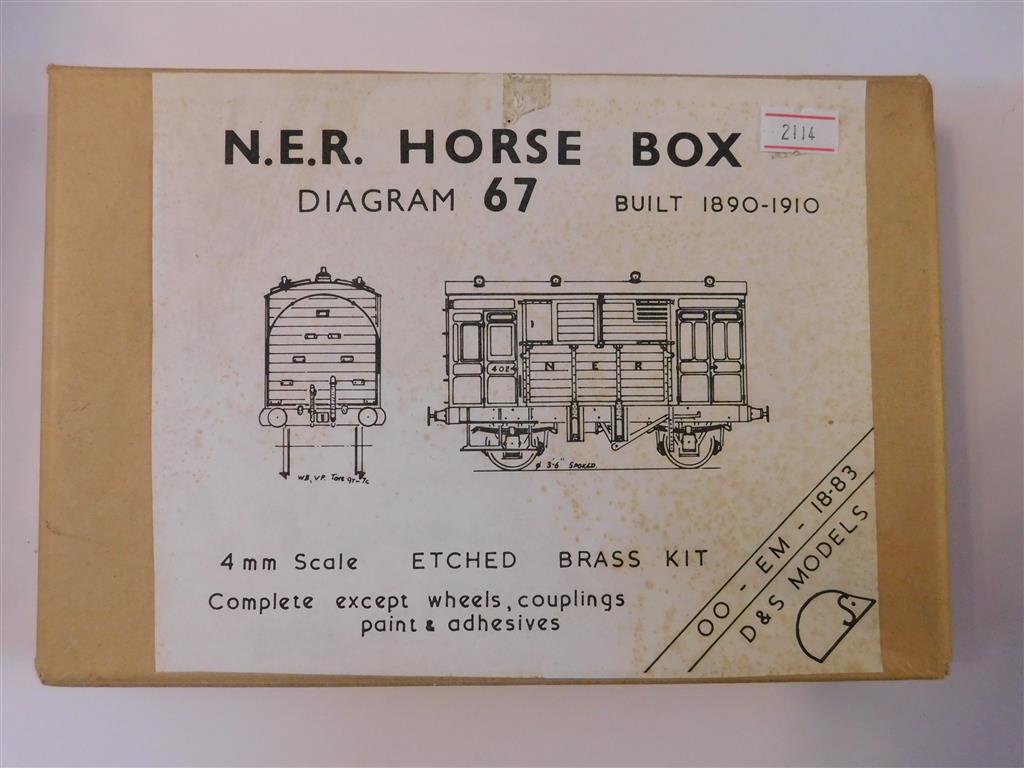 N.E.R. HORSE BOX
2114
DIAGRAM 67 BUILT 1890-1910
402
N E R
ø 3'-6" SPOKED.
W.B, V.P. Tare
4mm Scale ETCHED BRASS KIT
Complete except wheels, couplings
paint & adhesives
OO - EM - 18·83
D&S MODELS